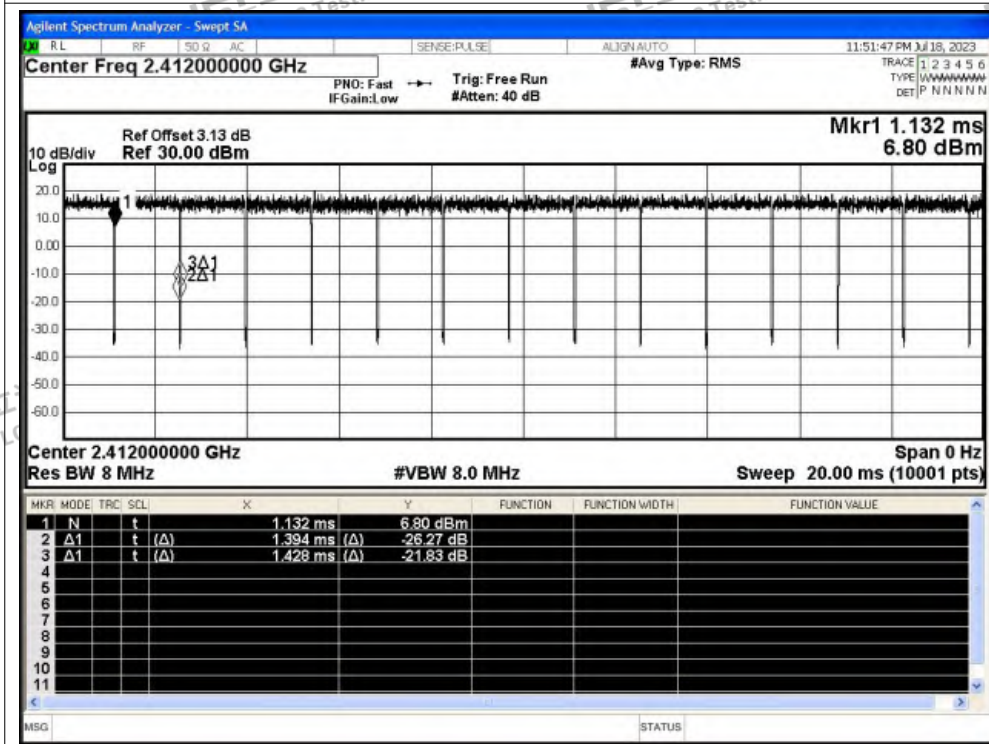 Agilent Spectrum Analyzer - Swept SA
RL RF 50 Ω AC SENSE:PULSE ALIGN AUTO 11:51:47 PM Jul 18, 2023
Center Freq 2.412000000 GHz #Avg Type: RMS TRACE 1 2 3 4 5 6
PNO: Fast Trig: Free Run TYPE WWWWWW
IFGain:Low #Atten: 40 dB DET P N N N N N
Mkr1 1.132 ms
Ref Offset 3.13 dB
10 dB/div Ref 30.00 dBm 6.80 dBm
Log
20.0
1
10.0
0.00
3Δ1
-10.0
2Δ1
-20.0
-30.0
-40.0
-50.0
-60.0
Center 2.412000000 GHz Span 0 Hz
Res BW 8 MHz #VBW 8.0 MHz Sweep 20.00 ms (10001 pts)
MKR MODE TRC SCL X Y FUNCTION FUNCTION WIDTH FUNCTION VALUE
1 N t 1.132 ms 6.80 dBm
2 Δ1 t (Δ) 1.394 ms (Δ) -26.27 dB
3 Δ1 t (Δ) 1.428 ms (Δ) -21.83 dB
4
5
6
7
8
9
10
11
MSG STATUS